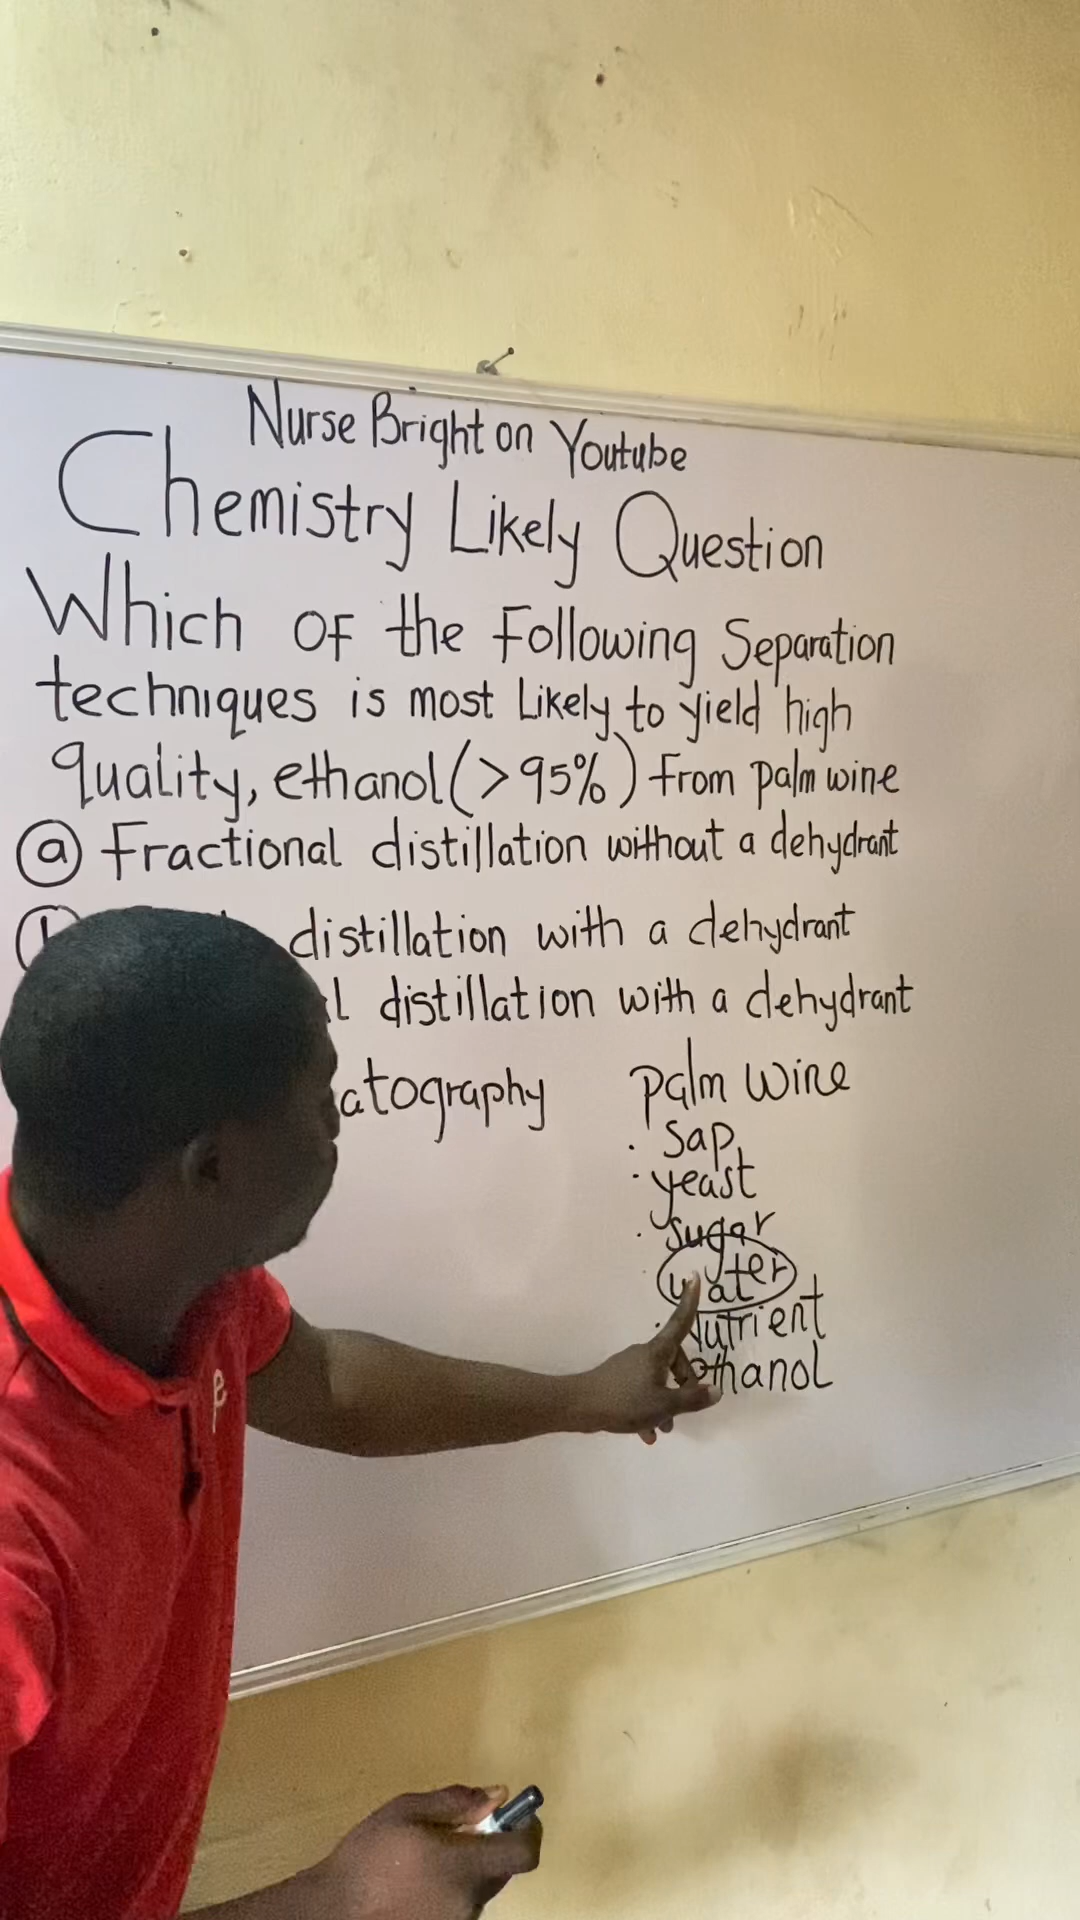 Nurse Bright on Youtube
Chemistry Likely Question
Which OF the Following Separation
techniques is most Likely to yield high
quality, ethanol (>95%) From palm wine
a Fractional distillation without a dehydrant
distillation with a dehydrant
distillation with a dehydrant
atography
palm wine
. Sap
. yeast
. sugar
water
Nutrient
ethanol